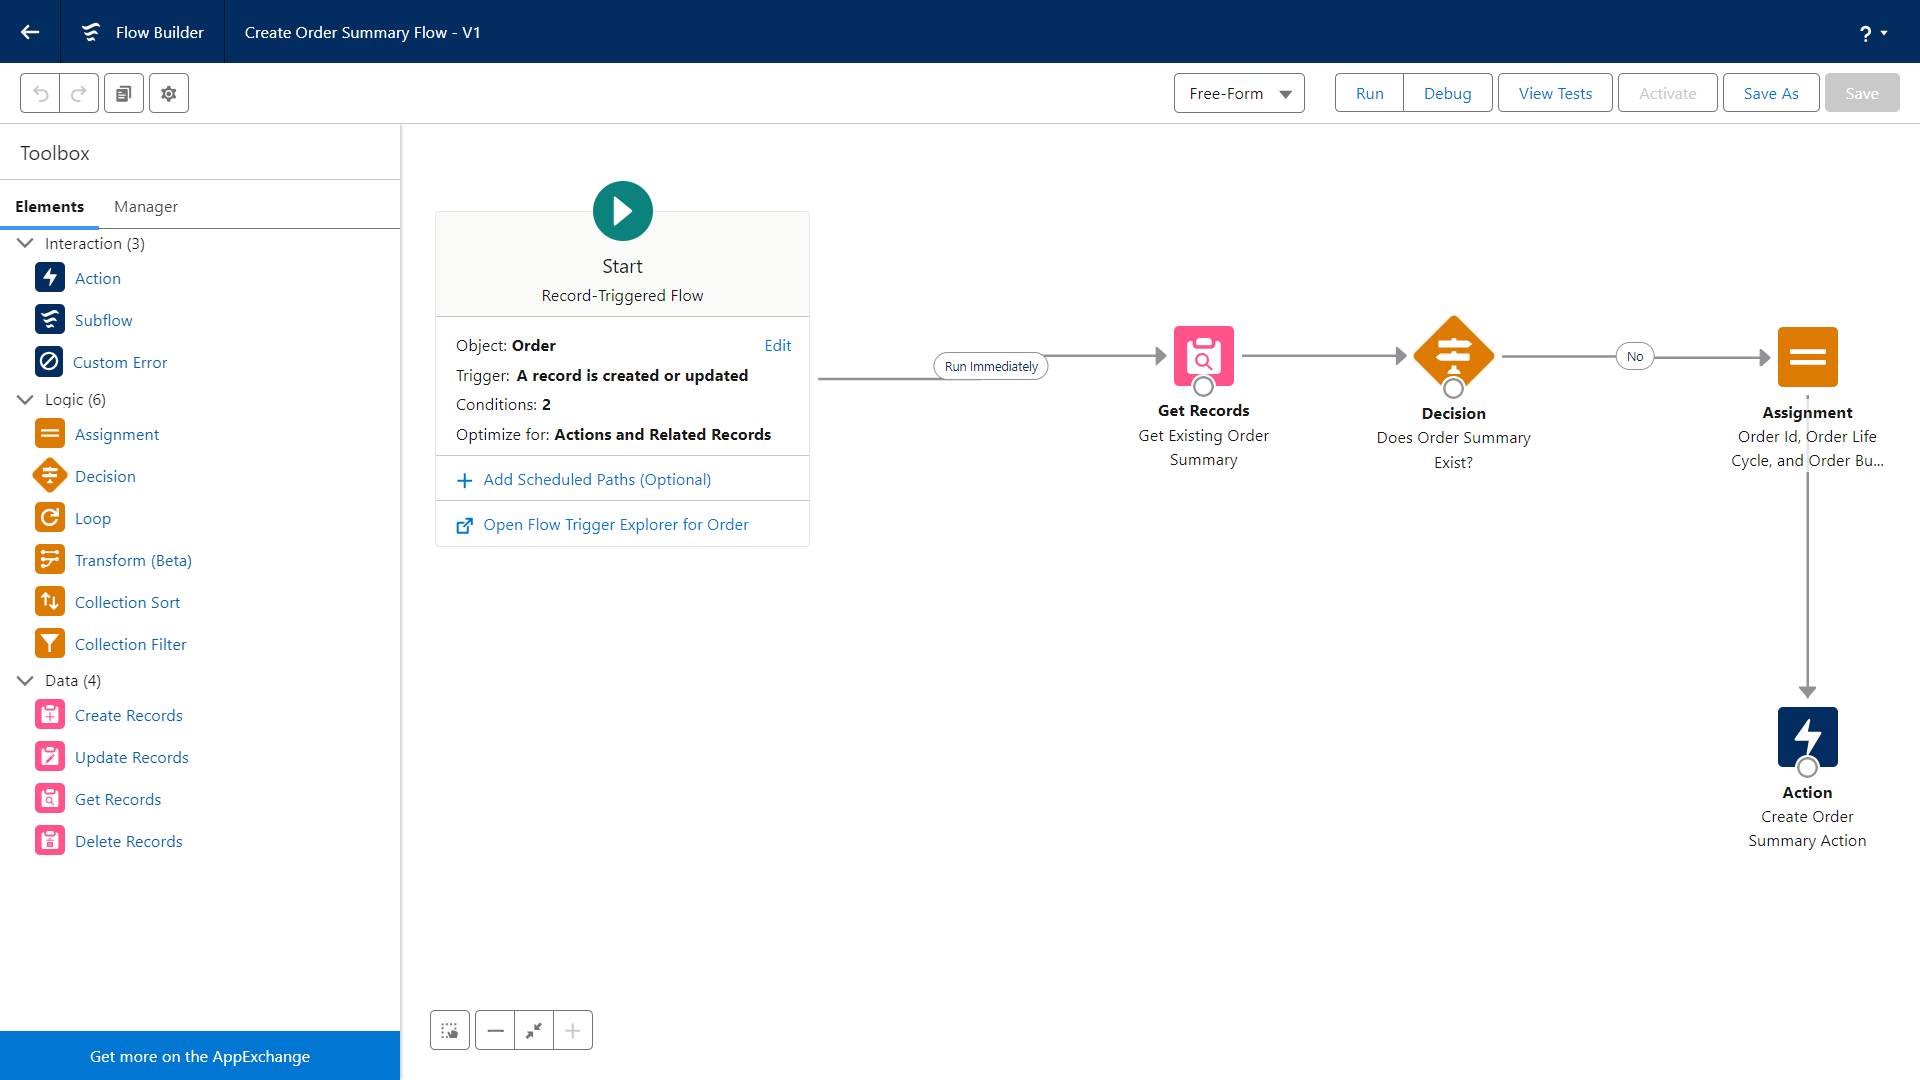 Flow Builder
Create Order Summary Flow - V1
?
Free-Form
Run
Debug
View Tests
Activate
Save As
Save
Toolbox
Elements
Manager
Interaction (3)
Action
Subflow
Custom Error
Logic (6)
Assignment
Decision
Loop
Transform (Beta)
Collection Sort
Collection Filter
Data (4)
Create Records
Update Records
Get Records
Delete Records
Get more on the AppExchange
Start
Record-Triggered Flow
Object: Order
Edit
Trigger: A record is created or updated
Conditions: 2
Optimize for: Actions and Related Records
Add Scheduled Paths (Optional)
Open Flow Trigger Explorer for Order
Run Immediately
Get Records
Get Existing Order
Summary
Decision
Does Order Summary
Exist?
No
Assignment
Order Id, Order Life
Cycle, and Order Bu...
Action
Create Order
Summary Action